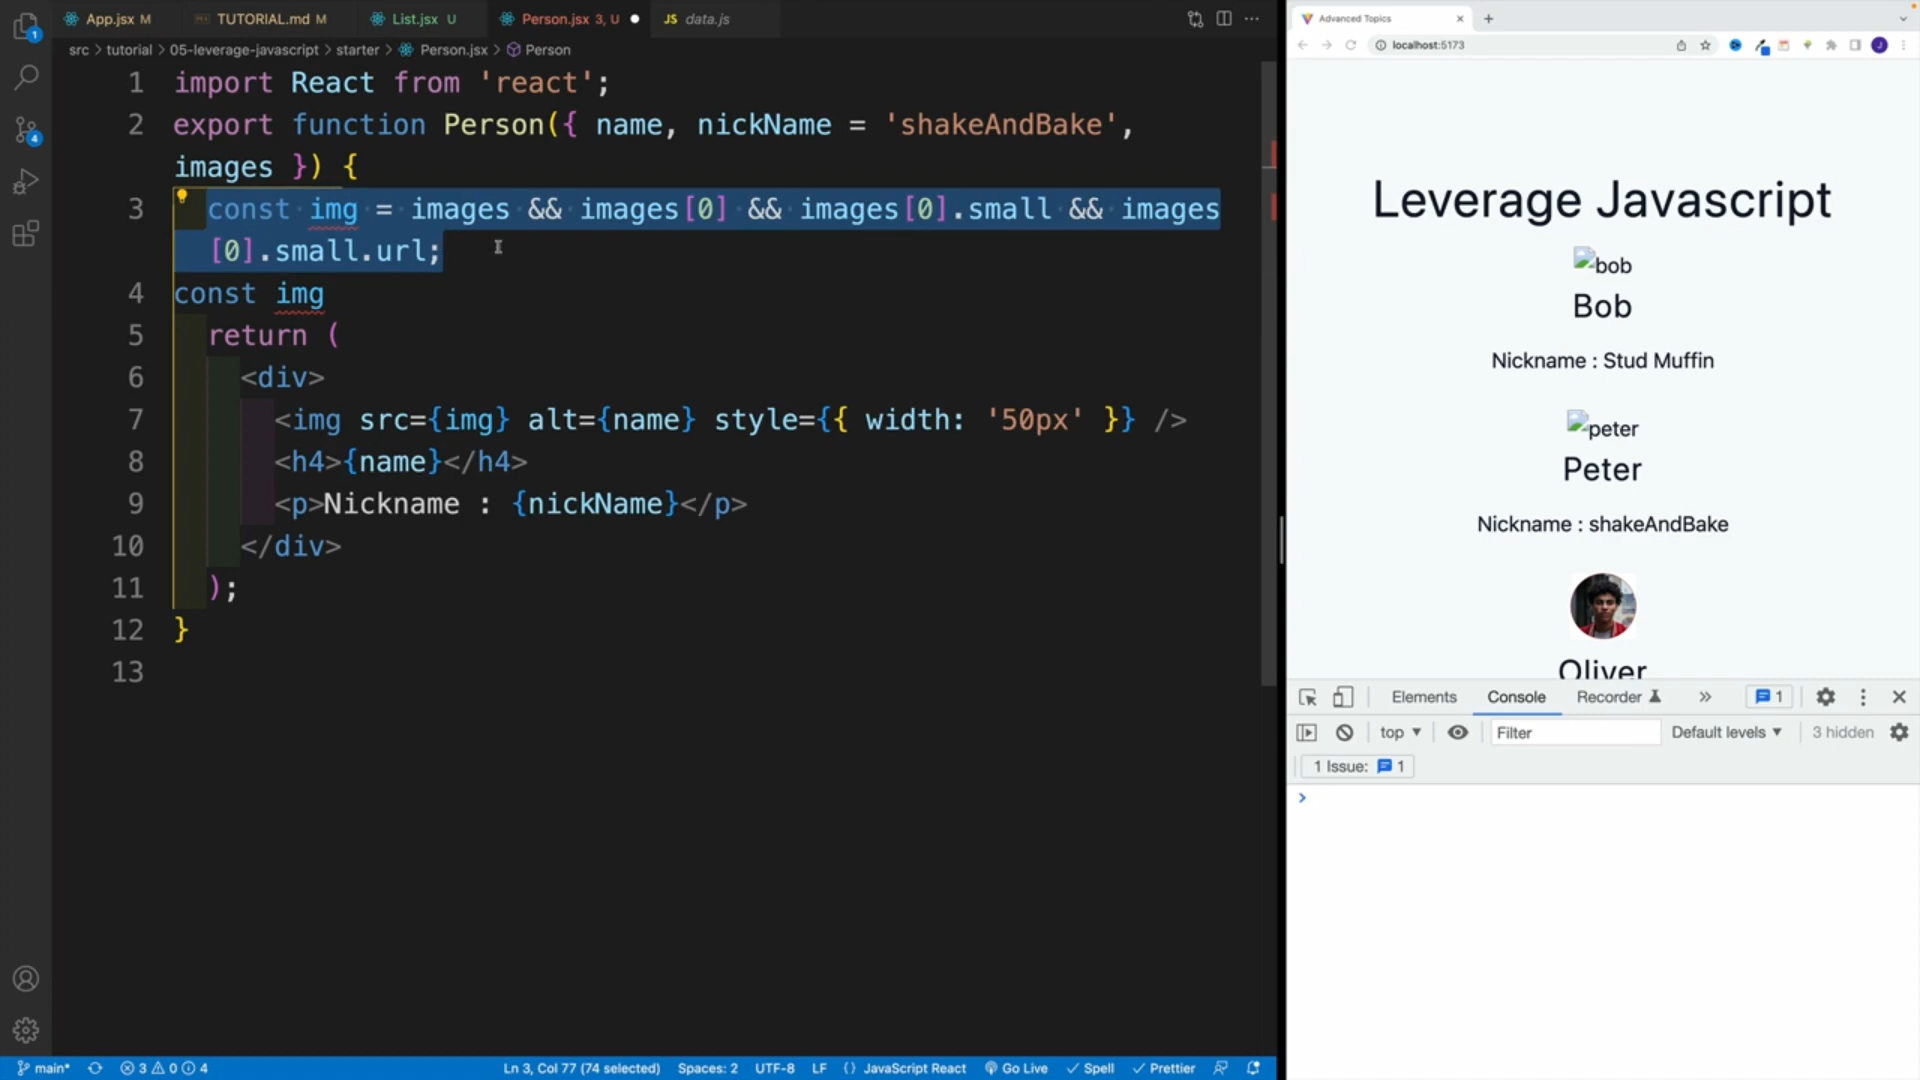 App.jsx M
TUTORIAL.md M
List.jsx U
Person.jsx 3, U
JS data.js
src > tutorial > 05-leverage-javascript > starter > Person.jsx > Person
1 import React from 'react';
2 export function Person({ name, nickName = 'shakeAndBake',
images }) {
3 const img = images && images[0] && images[0].small && images
[0].small.url;
4 const img
5 return (
6 <div>
7 <img src={img} alt={name} style={{ width: '50px' }} />
8 <h4>{name}</h4>
9 <p>Nickname : {nickName}</p>
10 </div>
11 );
12 }
13
1
4
main*
3 0 4
Ln 3, Col 77 (74 selected)
Spaces: 2
UTF-8
LF
{} JavaScript React
Go Live
Spell
Prettier
Advanced Topics
localhost:5173
J
Leverage Javascript
bob
Bob
Nickname : Stud Muffin
peter
Peter
Nickname : shakeAndBake
Oliver
Elements
Console
Recorder
1
top
Filter
Default levels
3 hidden
1 Issue: 1